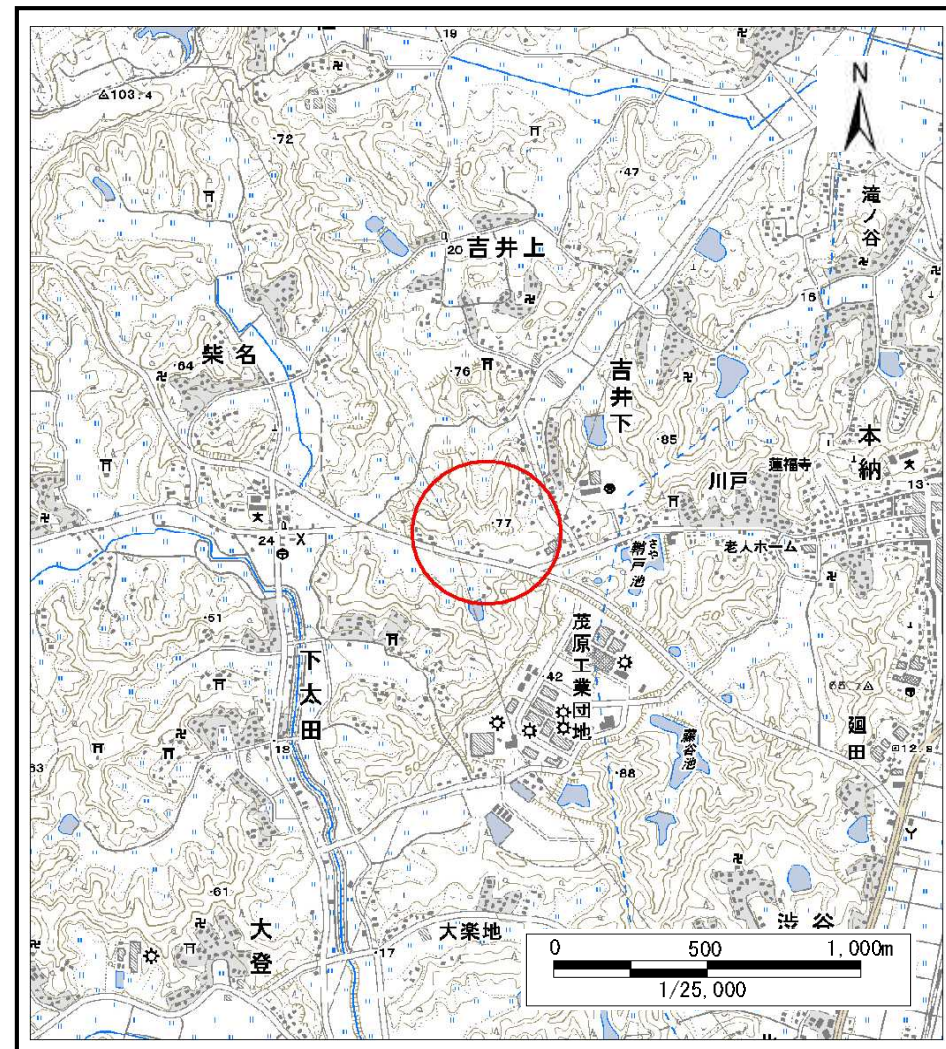 19
103.4
N
72
47
滝ノ谷
20
吉井上
16
柴名
64
76
吉井下
85
本納
蓮福寺
川戸
13
77
24
X
老人ホーム
鞘戸池
51
茂原工業団地
下太田
42
廻田
18
藤谷池
12.8
63
88
61
大登
大楽地
渋谷
17
0 500 1,000m
1/25,000